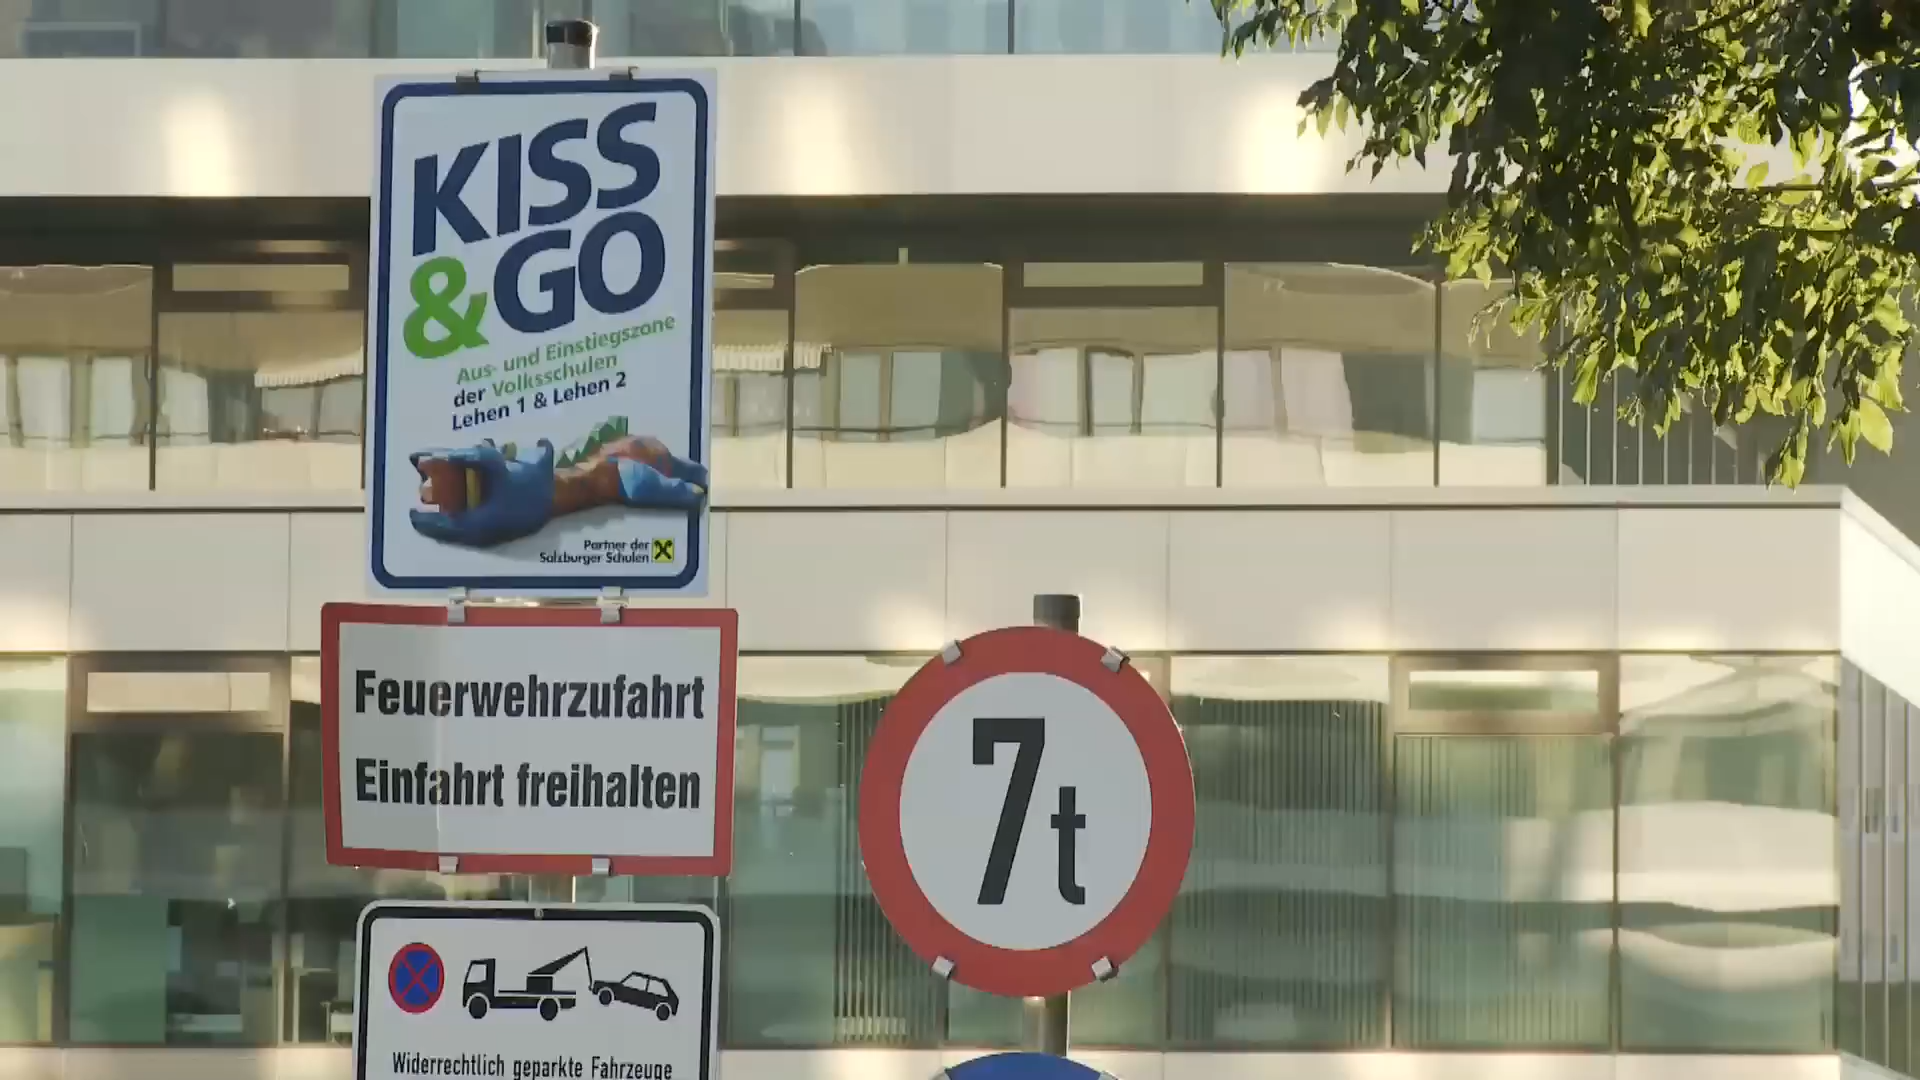 KISS
&GO
Aus- und Einstiegszone
der Volksschulen
Lehen 1 & Lehen 2
Partner der
Salzburger Schulen
Feuerwehrzufahrt
Einfahrt freihalten
Widerrechtlich geparkte Fahrzeuge
7t